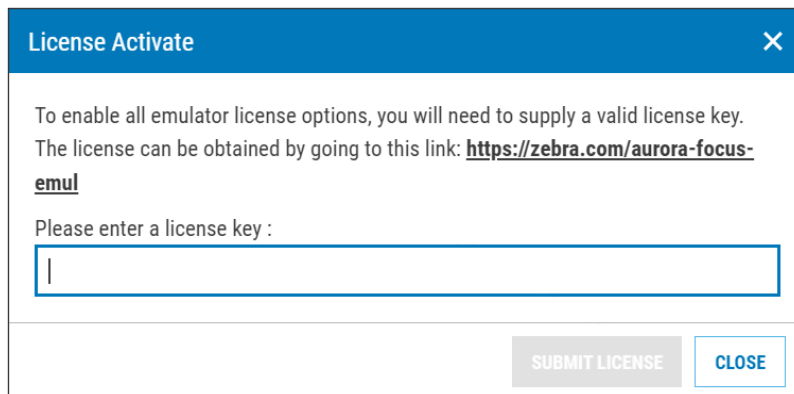 License Activate
To enable all emulator license options, you will need to supply a valid license key.
The license can be obtained by going to this link: https://zebra.com/aurora-focus-
emul
Please enter a license key :
SUBMIT LICENSE
CLOSE